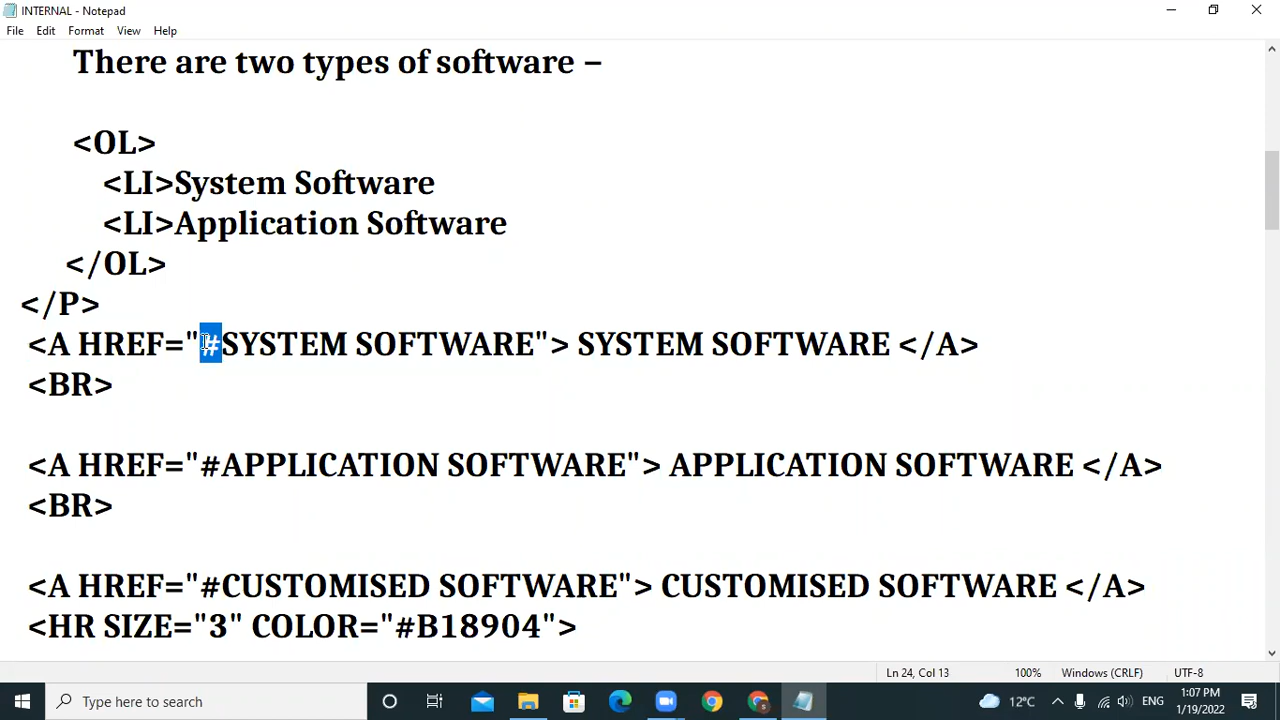 INTERNAL - Notepad
File Edit Format View Help
There are two types of software –
<OL>
<LI>System Software
<LI>Application Software
</OL>
</P>
<A HREF="#SYSTEM SOFTWARE"> SYSTEM SOFTWARE </A>
<BR>
<A HREF="#APPLICATION SOFTWARE"> APPLICATION SOFTWARE </A>
<BR>
<A HREF="#CUSTOMISED SOFTWARE"> CUSTOMISED SOFTWARE </A>
<HR SIZE="3" COLOR="#B18904">
Ln 24, Col 13 100% Windows (CRLF) UTF-8
Type here to search 12°C ENG 1:07 PM
1/19/2022